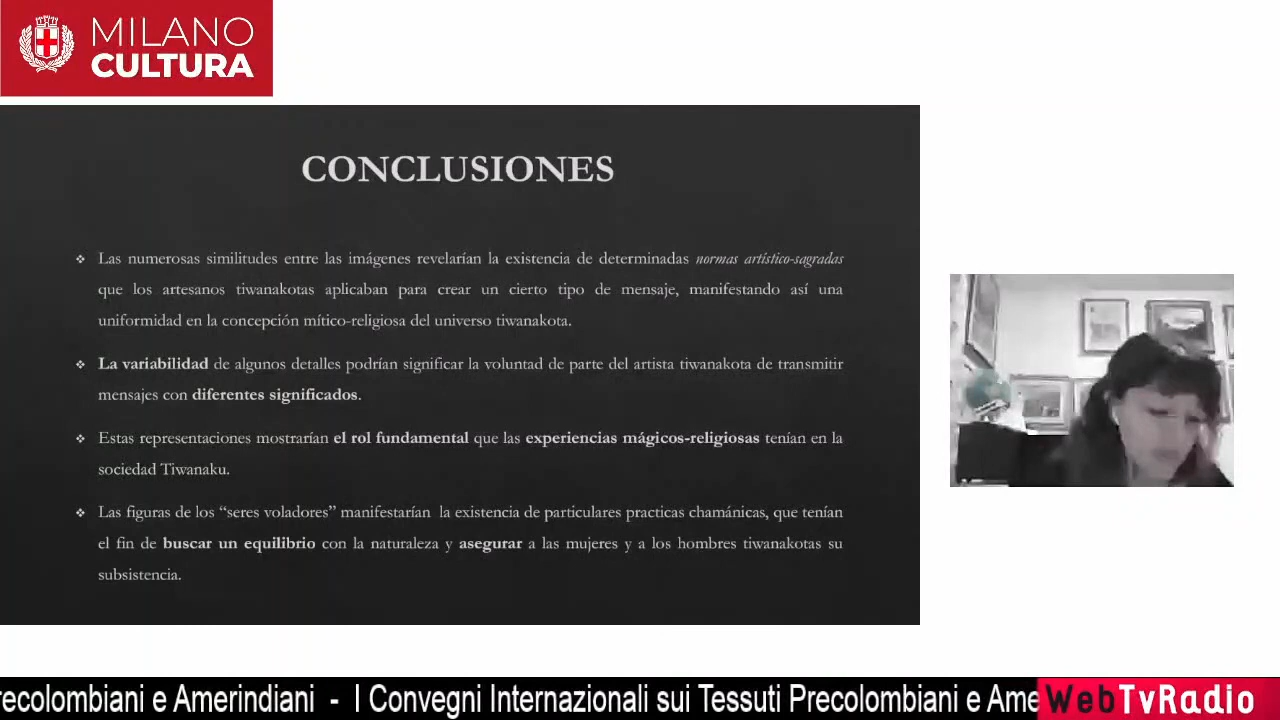 MILANO
CULTURA
CONCLUSIONES
❖ Las numerosas similitudes entre las imágenes revelarían la existencia de determinadas normas artístico-sagradas
que los artesanos tiwanakotas aplicaban para crear un cierto tipo de mensaje, manifestando así una
uniformidad en la concepción mítico-religiosa del universo tiwanakota.
❖ La variabilidad de algunos detalles podrían significar la voluntad de parte del artista tiwanakota de transmitir
mensajes con diferentes significados.
❖ Estas representaciones mostrarían el rol fundamental que las experiencias mágicos-religiosas tenían en la
sociedad Tiwanaku.
❖ Las figuras de los “seres voladores” manifestarían la existencia de particulares practicas chamánicas, que tenían
el fin de buscar un equilibrio con la naturaleza y asegurar a las mujeres y a los hombres tiwanakotas su
subsistencia.
recolombiani e Amerindiani - I Convegni Internazionali sui Tessuti Precolombiani e Ame
WebTvRadio